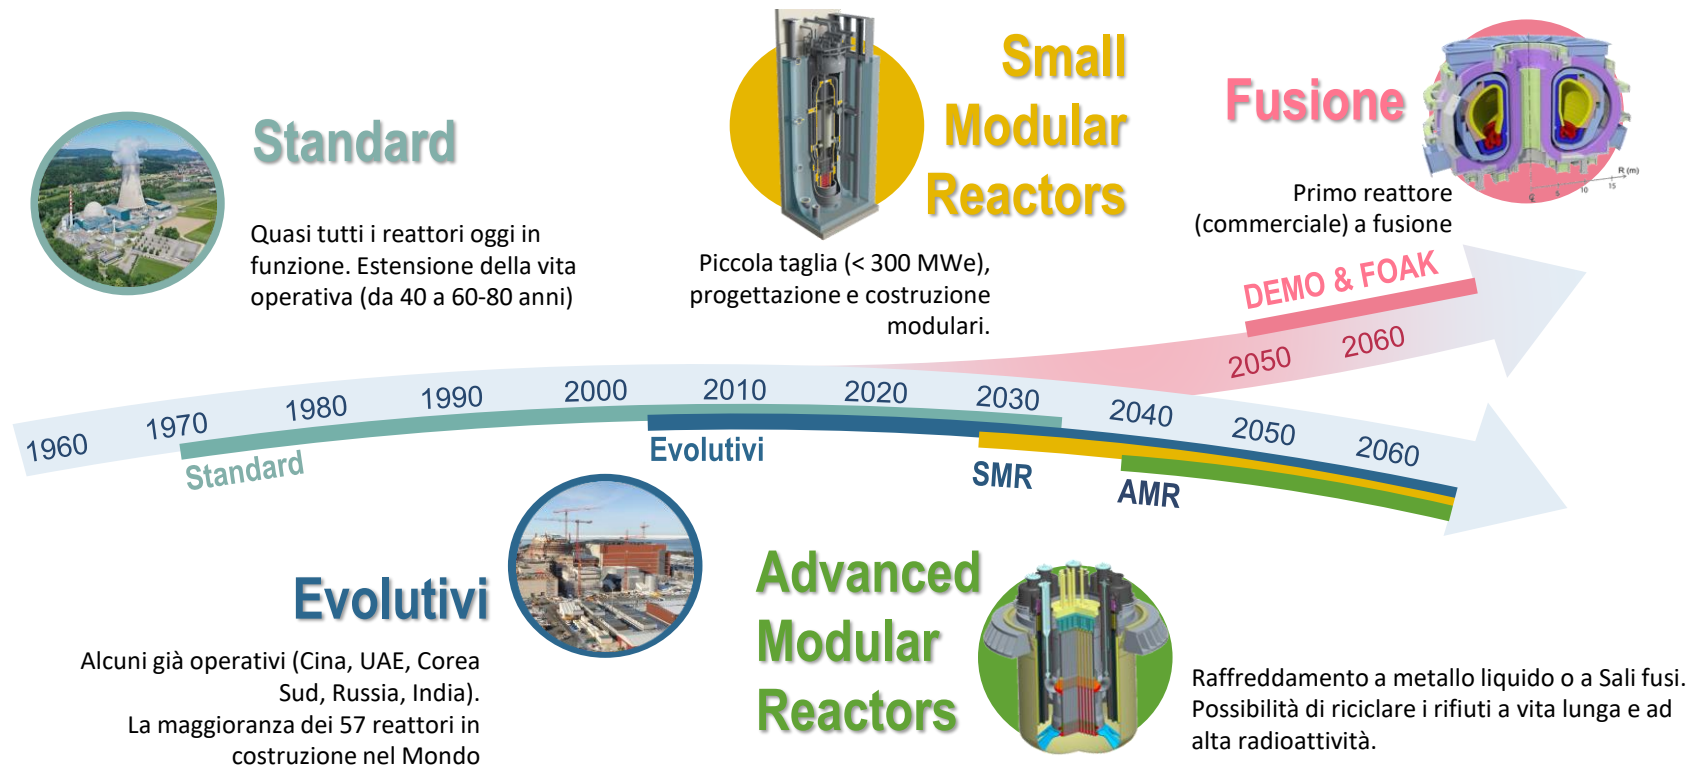 Standard
Quasi tutti i reattori oggi in
funzione. Estensione della vita
operativa (da 40 a 60-80 anni)
Small
Modular
Reactors
Piccola taglia (< 300 MWe),
progettazione e costruzione
modulari.
Fusione
R (m)
0 5 10 15
Primo reattore
(commerciale) a fusione
DEMO & FOAK
2050 2060
1960 1970 1980 1990 2000 2010 2020 2030 2040 2050 2060
Standard
Evolutivi
SMR
AMR
Evolutivi
Alcuni già operativi (Cina, UAE, Corea
Sud, Russia, India).
La maggioranza dei 57 reattori in
costruzione nel Mondo
Advanced
Modular
Reactors
Raffreddamento a metallo liquido o a Sali fusi.
Possibilità di riciclare i rifiuti a vita lunga e ad
alta radioattività.